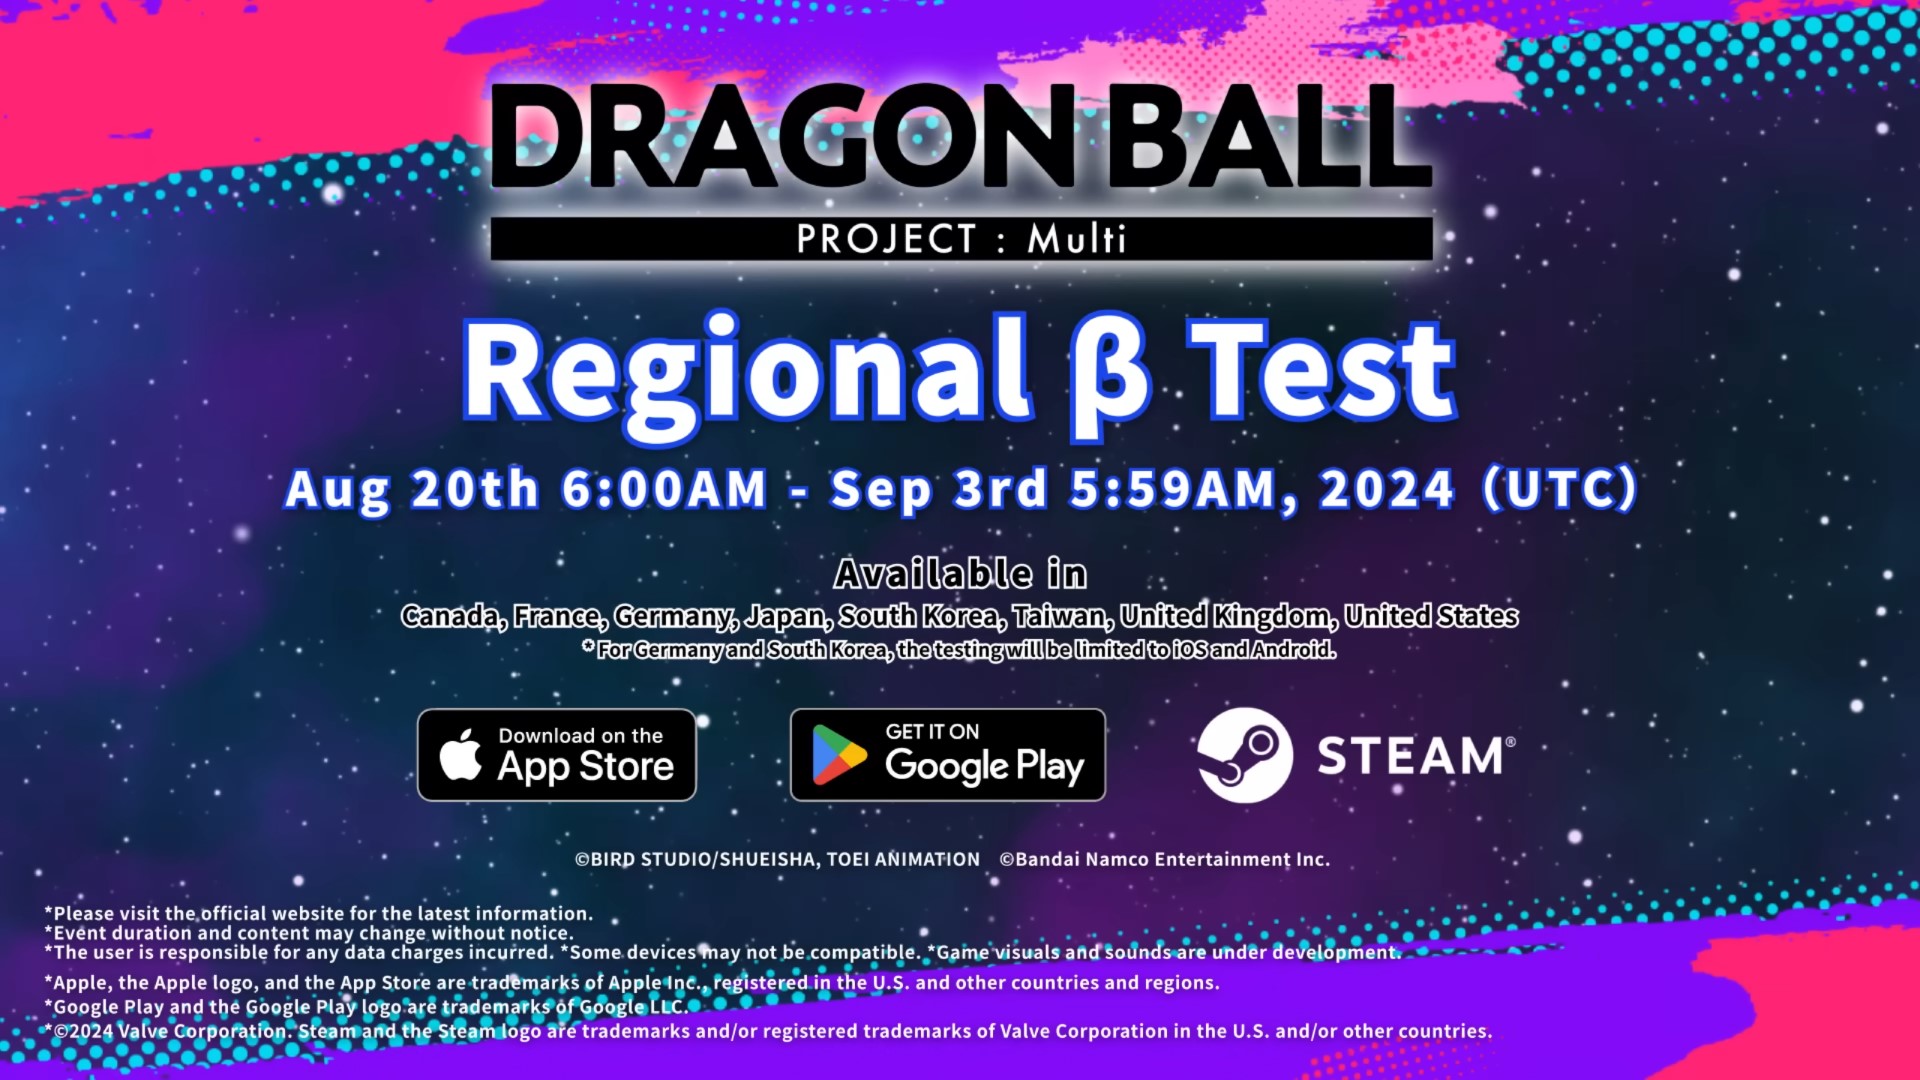 DRAGON BALL
PROJECT : Multi
Regional β Test
Aug 20th 6:00AM - Sep 3rd 5:59AM, 2024 (UTC)
Available in
Canada, France, Germany, Japan, South Korea, Taiwan, United Kingdom, United States
* For Germany and South Korea, the testing will be limited to iOS and Android.
Download on the
App Store
GET IT ON
Google Play
STEAM®
©BIRD STUDIO/SHUEISHA, TOEI ANIMATION ©Bandai Namco Entertainment Inc.
*Please visit the official website for the latest information.
*Event duration and content may change without notice.
*The user is responsible for any data charges incurred. *Some devices may not be compatible. *Game visuals and sounds are under development.
*Apple, the Apple logo, and the App Store are trademarks of Apple Inc., registered in the U.S. and other countries and regions.
*Google Play and the Google Play logo are trademarks of Google LLC.
*©2024 Valve Corporation. Steam and the Steam logo are trademarks and/or registered trademarks of Valve Corporation in the U.S. and/or other countries.